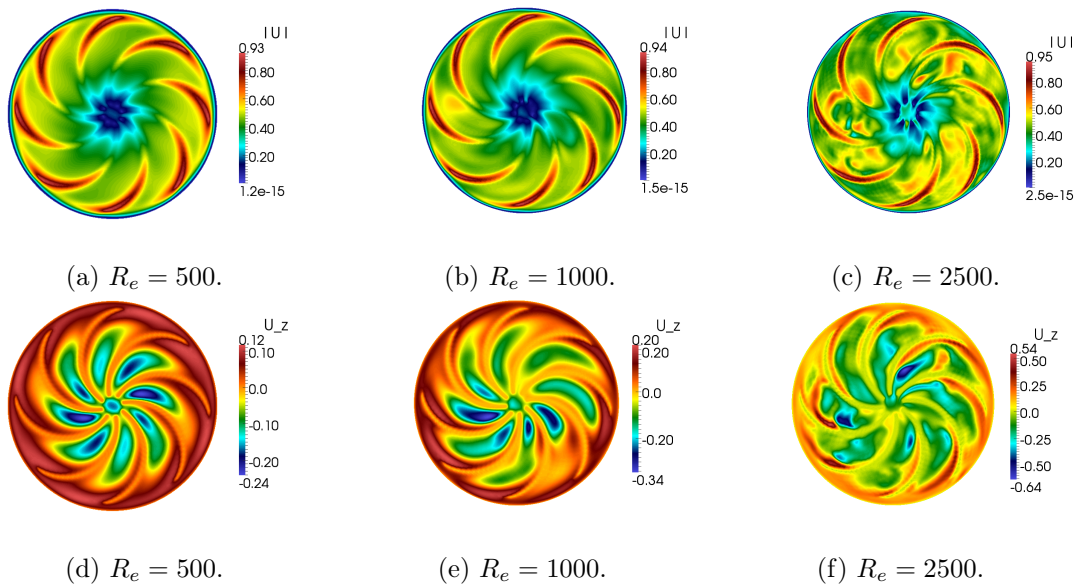 |U|
0.93
0.80
0.60
0.40
0.20
1.2e-15
|U|
0.94
0.80
0.60
0.40
0.20
1.5e-15
|U|
0.95
0.80
0.60
0.40
0.20
2.5e-15
(a) R_e = 500.
(b) R_e = 1000.
(c) R_e = 2500.
U_z
0.12
0.10
0.0
-0.10
-0.20
-0.24
U_z
0.20
0.20
0.0
-0.20
-0.34
U_z
0.54
0.50
0.25
0.0
-0.25
-0.50
-0.64
(d) R_e = 500.
(e) R_e = 1000.
(f) R_e = 2500.